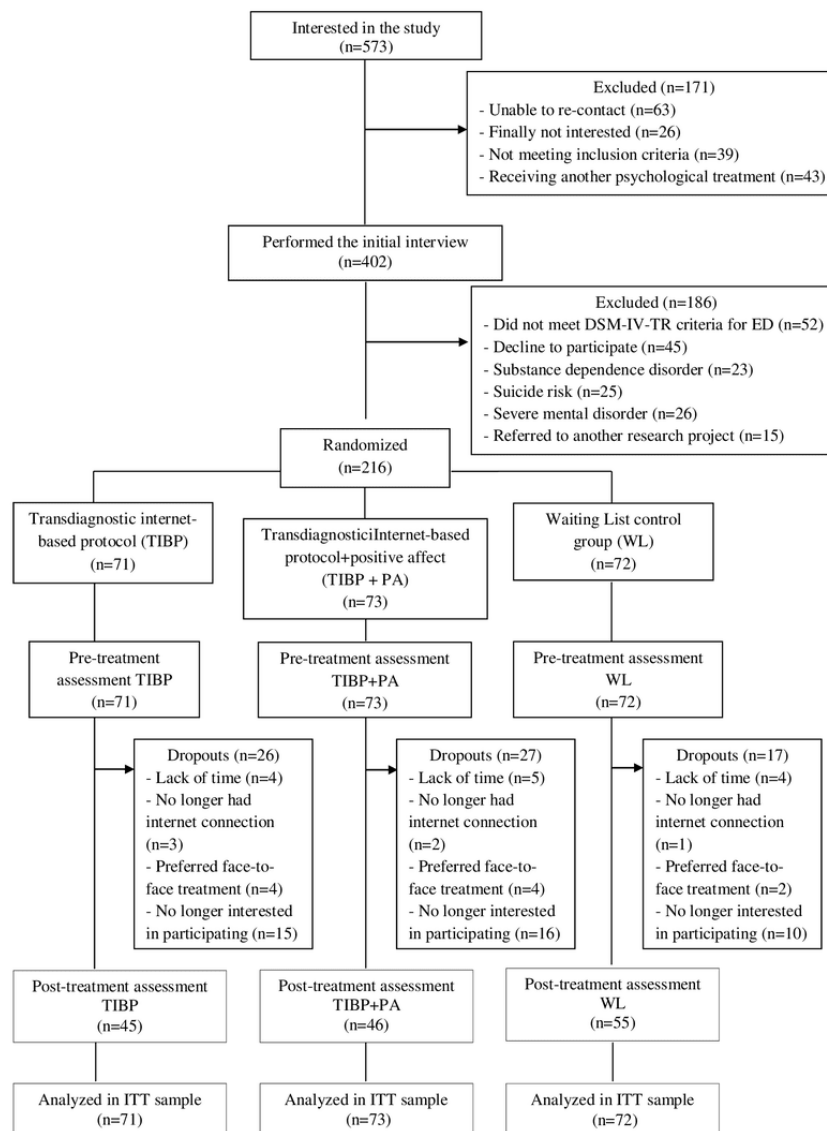 Interested in the study
(n=573)
Excluded (n=171)
- Unable to re-contact (n=63)
- Finally not interested (n=26)
- Not meeting inclusion criteria (n=39)
- Receiving another psychological treatment (n=43)
Performed the initial interview
(n=402)
Excluded (n=186)
- Did not meet DSM-IV-TR criteria for ED (n=52)
- Decline to participate (n=45)
- Substance dependence disorder (n=23)
- Suicide risk (n=25)
- Severe mental disorder (n=26)
- Referred to another research project (n=15)
Randomized
(n=216)
Transdiagnostic internet-
based protocol (TIBP)
(n=71)
TransdiagnosticiInternet-based
protocol+positive affect
(TIBP + PA)
(n=73)
Waiting List control
group (WL)
(n=72)
Pre-treatment
assessment TIBP
(n=71)
Pre-treatment assessment
TIBP+PA
(n=73)
Pre-treatment assessment
WL
(n=72)
Dropouts (n=26)
- Lack of time (n=4)
- No longer had
internet connection
(n=3)
- Preferred face-to-
face treatment (n=4)
- No longer interested
in participating (n=15)
Dropouts (n=27)
- Lack of time (n=5)
- No longer had
internet connection
(n=2)
- Preferred face-to-
face treatment (n=4)
- No longer interested
in participating (n=16)
Dropouts (n=17)
- Lack of time (n=4)
- No longer had
internet connection
(n=1)
- Preferred face-to-
face treatment (n=2)
- No longer interested
in participating (n=10)
Post-treatment assessment
TIBP
(n=45)
Post-treatment assessment
TIBP+PA
(n=46)
Post-treatment assessment
WL
(n=55)
Analyzed in ITT sample
(n=71)
Analyzed in ITT sample
(n=73)
Analyzed in ITT sample
(n=72)